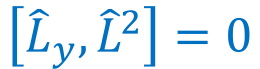 [L̂_y, L̂²] = 0